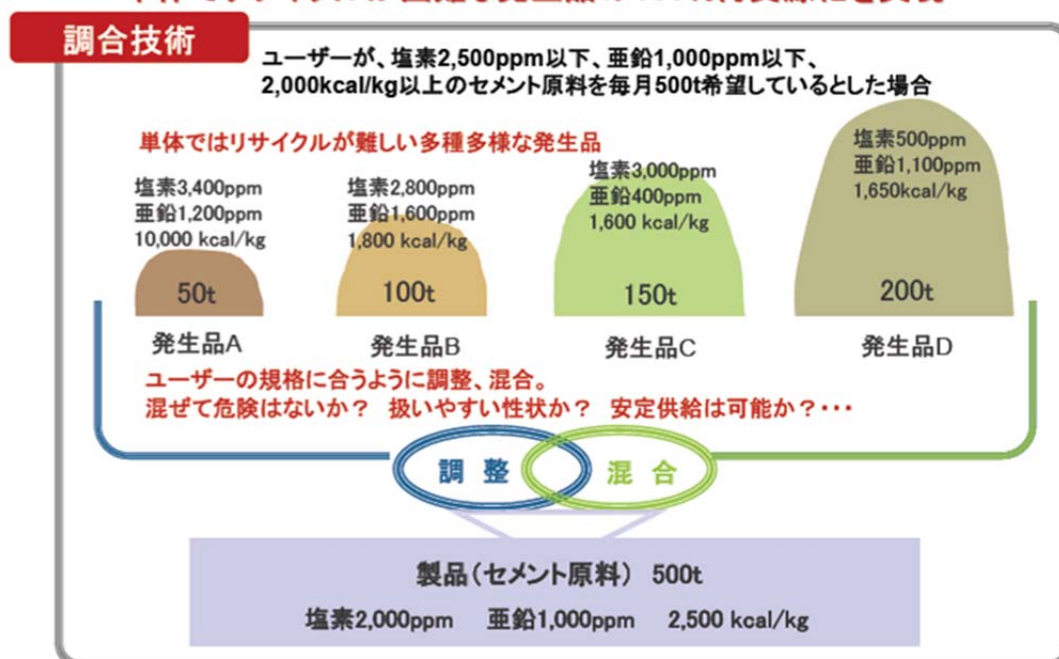 調合技術
ユーザーが、塩素2,500ppm以下、亜鉛1,000ppm以下、
2,000kcal/kg以上のセメント原料を毎月500t希望しているとした場合
単体ではリサイクルが難しい多種多様な発生品
塩素3,400ppm
亜鉛1,200ppm
10,000 kcal/kg
50t
発生品A
塩素2,800ppm
亜鉛1,600ppm
1,800 kcal/kg
100t
発生品B
塩素3,000ppm
亜鉛400ppm
1,600 kcal/kg
150t
発生品C
塩素500ppm
亜鉛1,100ppm
1,650kcal/kg
200t
発生品D
ユーザーの規格に合うように調整、混合。
混ぜて危険はないか？ 扱いやすい性状か？ 安定供給は可能か？・・・
調整 混合
製品（セメント原料） 500t
塩素2,000ppm 亜鉛1,000ppm 2,500 kcal/kg